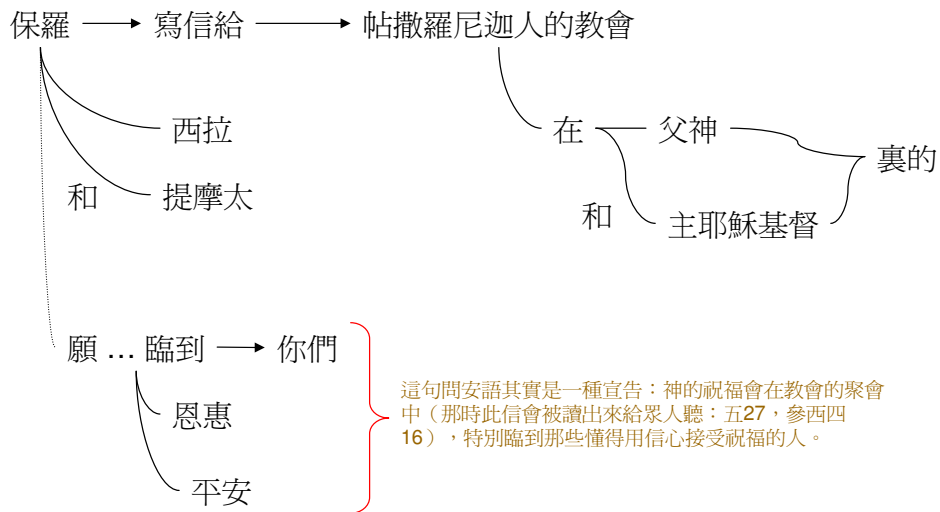 保羅 寫信給 帖撒羅尼迦人的教會
西拉 在 父神 裏的
和 提摩太 和 主耶穌基督
願 … 臨到 你們
恩惠
平安
這句問安語其實是一種宣告：神的祝福會在教會的聚會
中（那時此信會被讀出來給眾人聽：五27，參西四
16），特別臨到那些懂得用信心接受祝福的人。